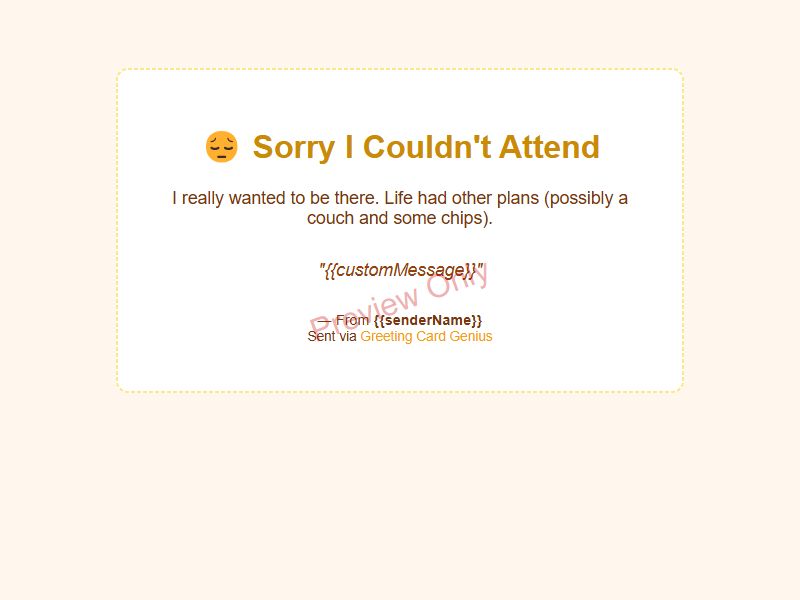 😔 Sorry I Couldn't Attend
I really wanted to be there. Life had other plans (possibly a
couch and some chips).
"{{customMessage}}"
Preview Only
— From {{senderName}}
Sent via Greeting Card Genius